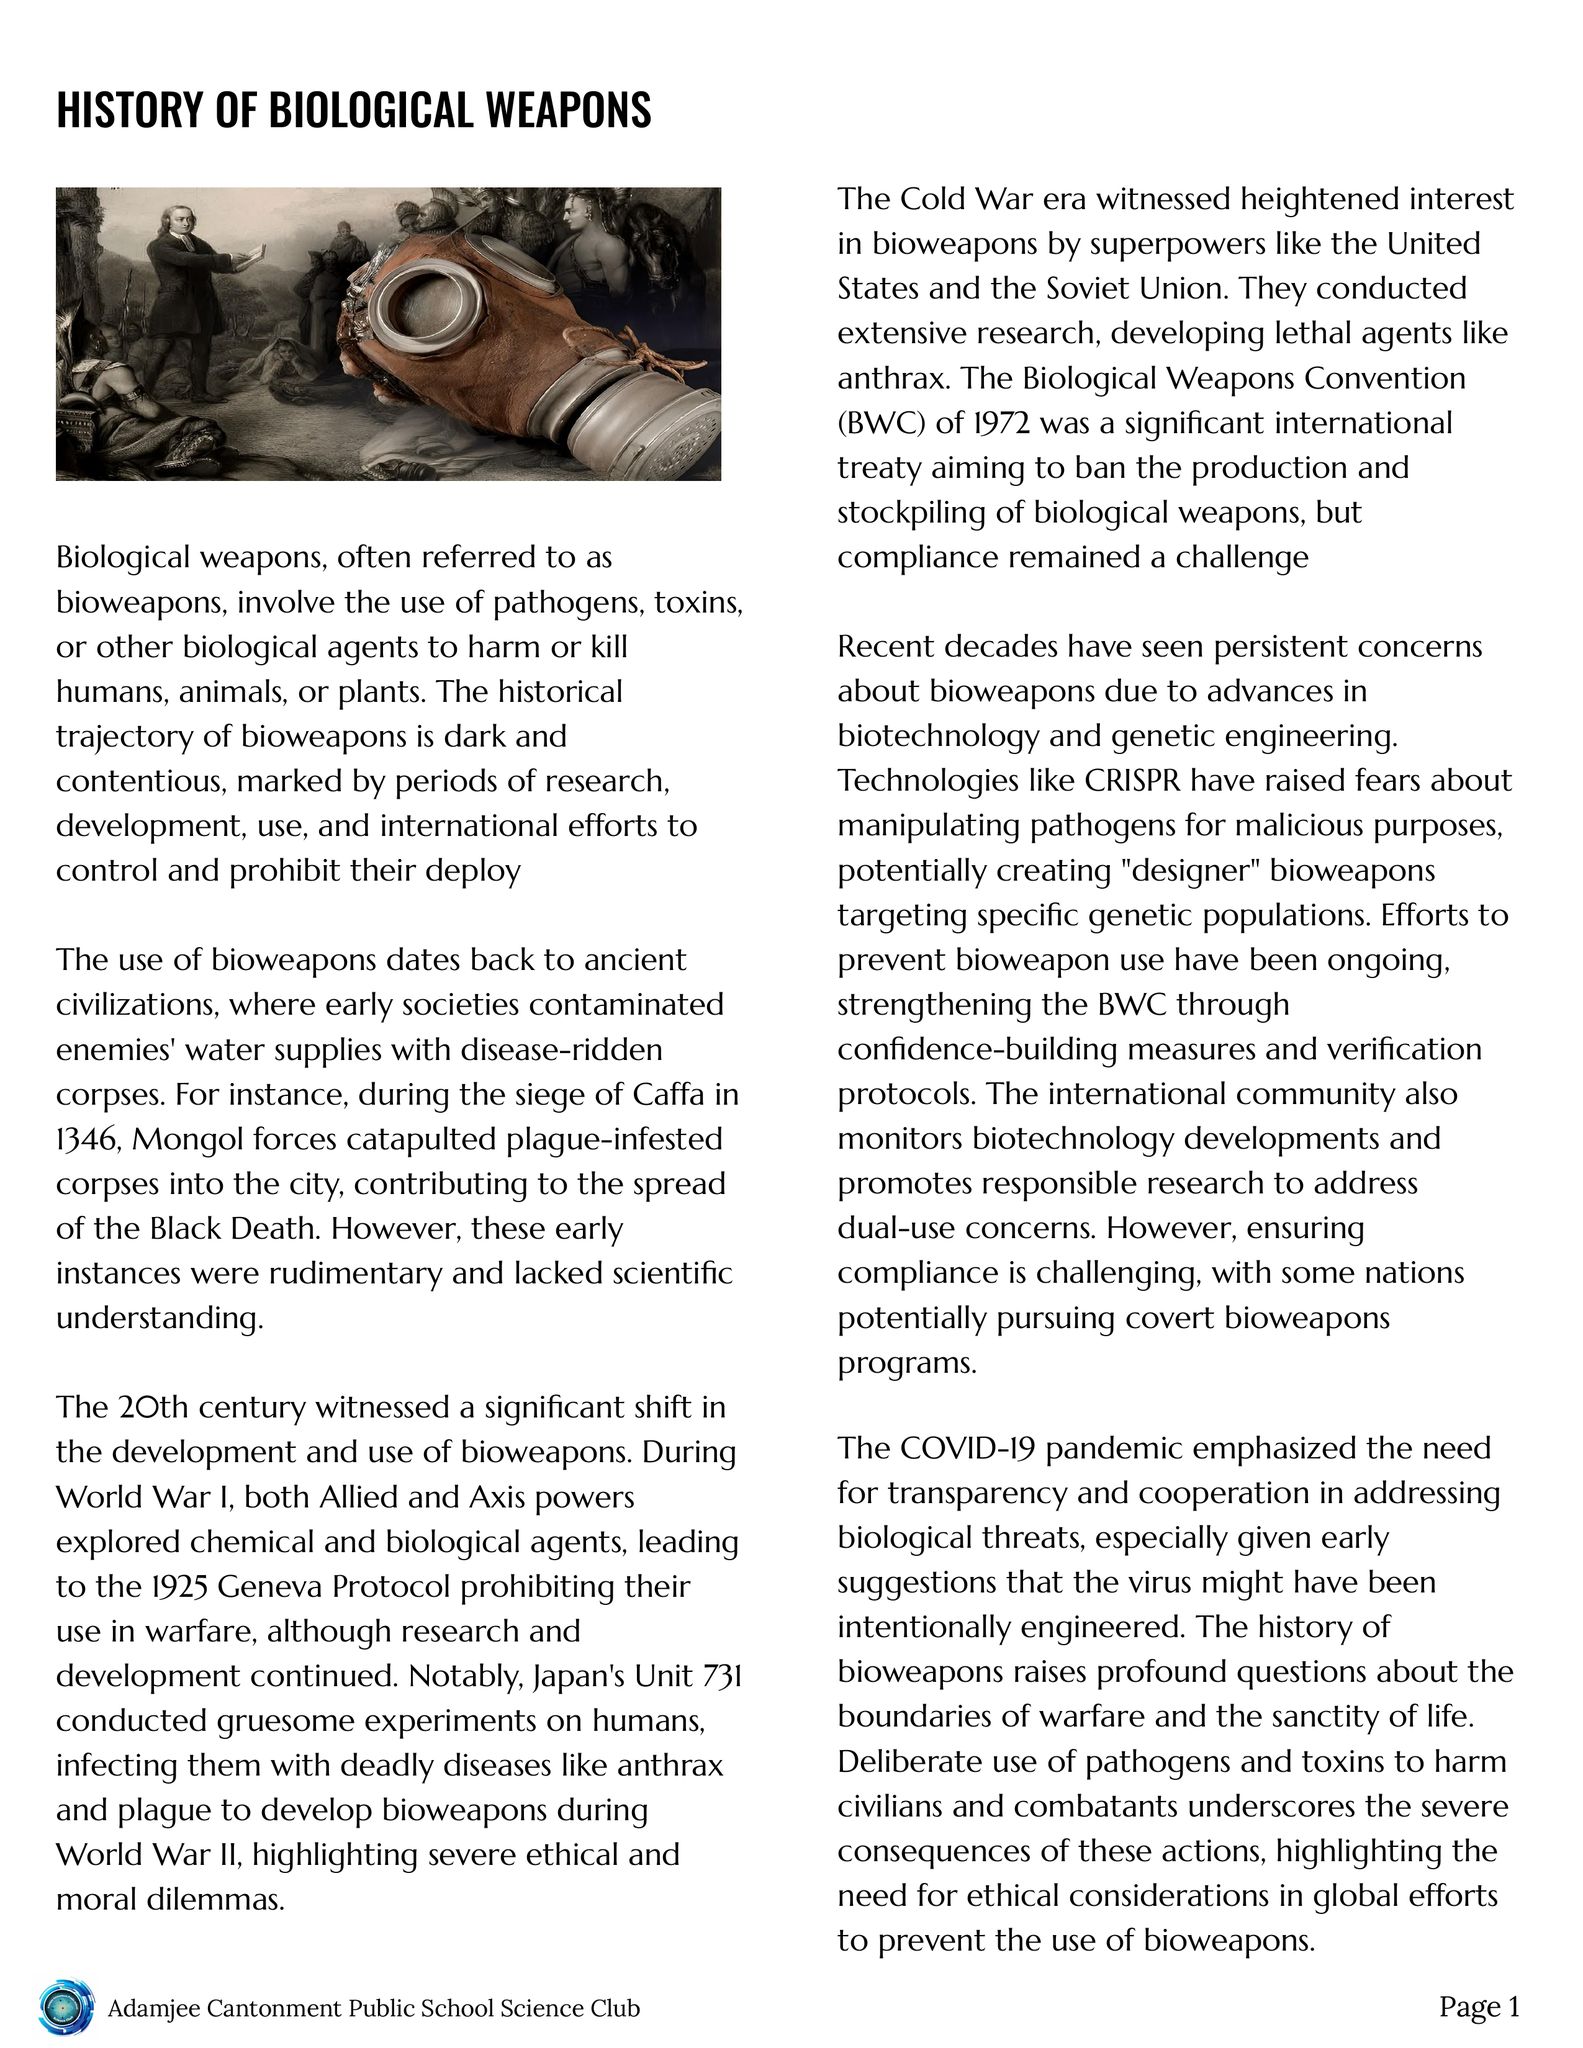 HISTORY OF BIOLOGICAL WEAPONS
Biological weapons, often referred to as
bioweapons, involve the use of pathogens, toxins,
or other biological agents to harm or kill
humans, animals, or plants. The historical
trajectory of bioweapons is dark and
contentious, marked by periods of research,
development, use, and international efforts to
control and prohibit their deploy
The use of bioweapons dates back to ancient
civilizations, where early societies contaminated
enemies' water supplies with disease-ridden
corpses. For instance, during the siege of Caffa in
1346, Mongol forces catapulted plague-infested
corpses into the city, contributing to the spread
of the Black Death. However, these early
instances were rudimentary and lacked scientific
understanding.
The 20th century witnessed a significant shift in
the development and use of bioweapons. During
World War I, both Allied and Axis powers
explored chemical and biological agents, leading
to the 1925 Geneva Protocol prohibiting their
use in warfare, although research and
development continued. Notably, Japan's Unit 731
conducted gruesome experiments on humans,
infecting them with deadly diseases like anthrax
and plague to develop bioweapons during
World War II, highlighting severe ethical and
moral dilemmas.
The Cold War era witnessed heightened interest
in bioweapons by superpowers like the United
States and the Soviet Union. They conducted
extensive research, developing lethal agents like
anthrax. The Biological Weapons Convention
(BWC) of 1972 was a significant international
treaty aiming to ban the production and
stockpiling of biological weapons, but
compliance remained a challenge
Recent decades have seen persistent concerns
about bioweapons due to advances in
biotechnology and genetic engineering.
Technologies like CRISPR have raised fears about
manipulating pathogens for malicious purposes,
potentially creating "designer" bioweapons
targeting specific genetic populations. Efforts to
prevent bioweapon use have been ongoing,
strengthening the BWC through
confidence-building measures and verification
protocols. The international community also
monitors biotechnology developments and
promotes responsible research to address
dual-use concerns. However, ensuring
compliance is challenging, with some nations
potentially pursuing covert bioweapons
programs.
The COVID-19 pandemic emphasized the need
for transparency and cooperation in addressing
biological threats, especially given early
suggestions that the virus might have been
intentionally engineered. The history of
bioweapons raises profound questions about the
boundaries of warfare and the sanctity of life.
Deliberate use of pathogens and toxins to harm
civilians and combatants underscores the severe
consequences of these actions, highlighting the
need for ethical considerations in global efforts
to prevent the use of bioweapons.
Adamjee Cantonment Public School Science Club
Page 1